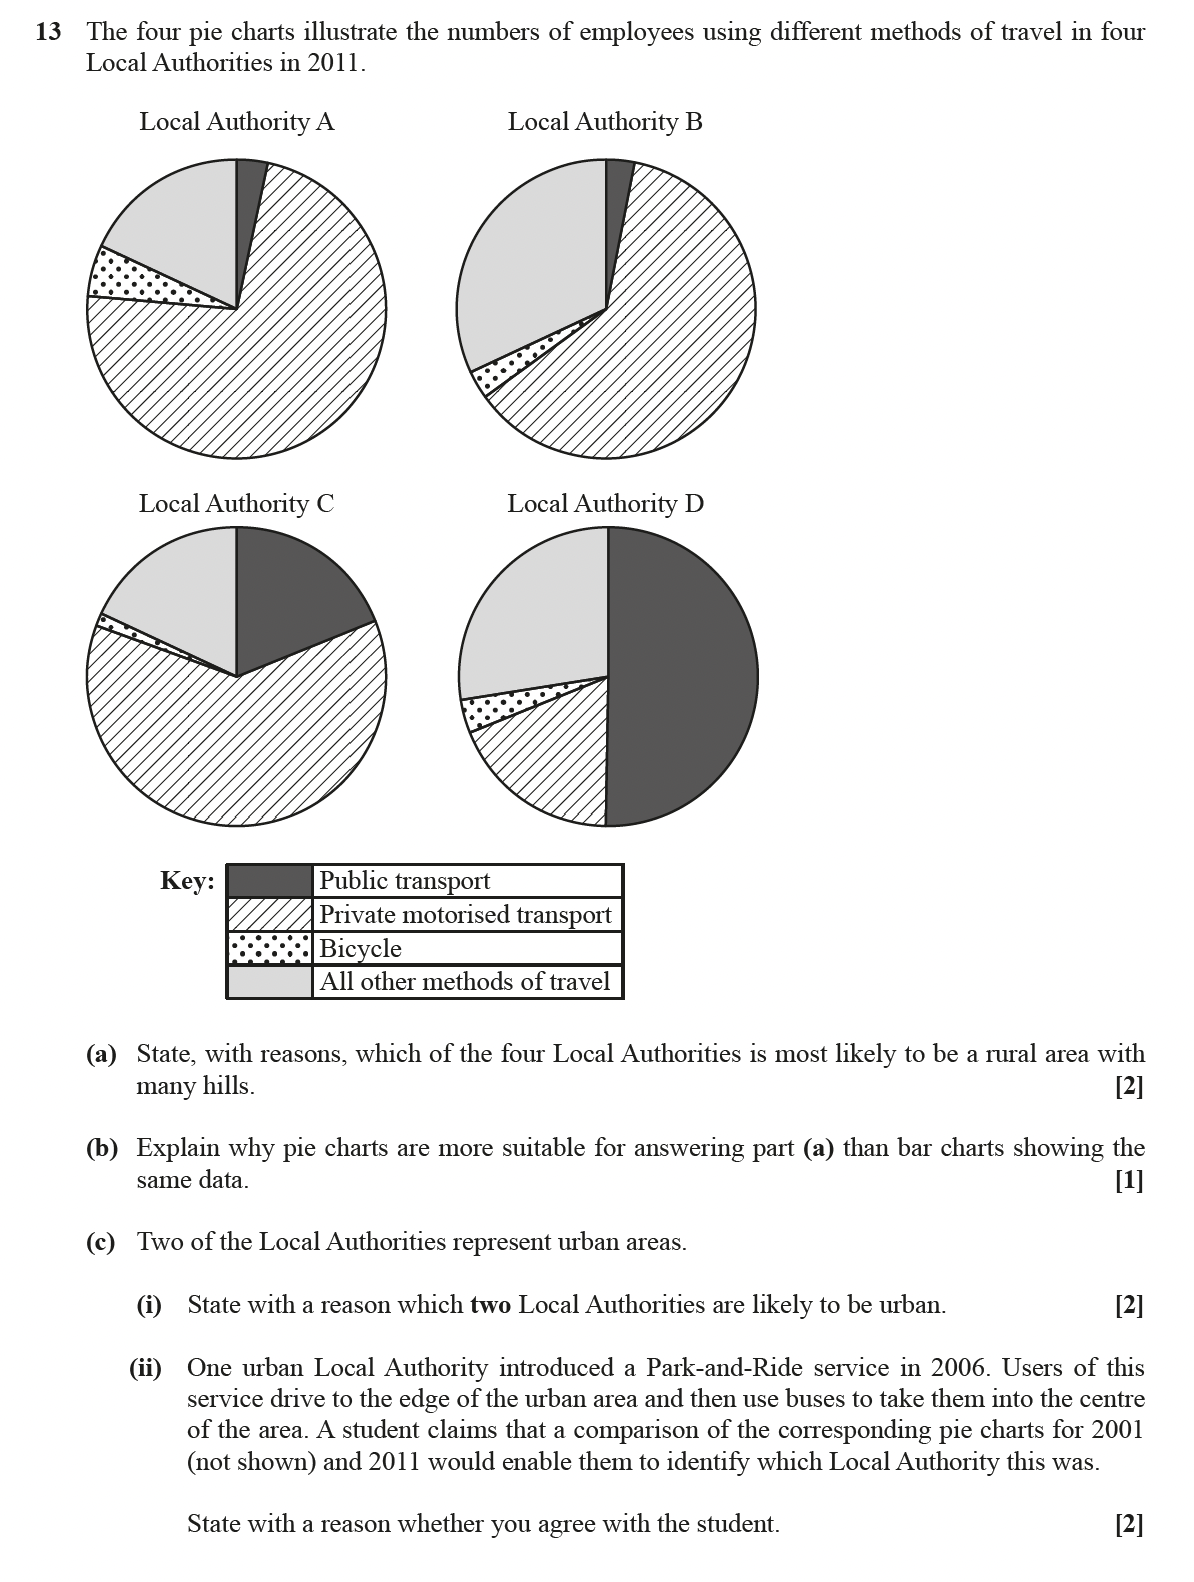 13 The four pie charts illustrate the numbers of employees using different methods of travel in four
Local Authorities in 2011.
Local Authority A
Local Authority B
Local Authority C
Local Authority D
Key:
Public transport
Private motorised transport
Bicycle
All other methods of travel
(a) State, with reasons, which of the four Local Authorities is most likely to be a rural area with
many hills. [2]
(b) Explain why pie charts are more suitable for answering part (a) than bar charts showing the
same data. [1]
(c) Two of the Local Authorities represent urban areas.
(i) State with a reason which two Local Authorities are likely to be urban. [2]
(ii) One urban Local Authority introduced a Park-and-Ride service in 2006. Users of this
service drive to the edge of the urban area and then use buses to take them into the centre
of the area. A student claims that a comparison of the corresponding pie charts for 2001
(not shown) and 2011 would enable them to identify which Local Authority this was.
State with a reason whether you agree with the student. [2]